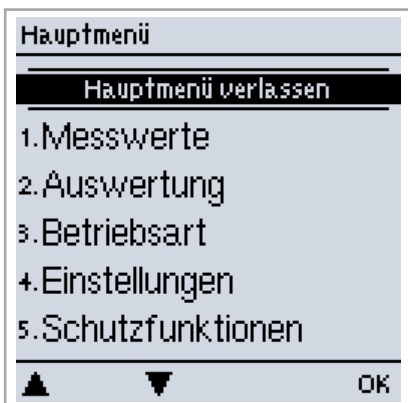 Hauptmenü
Hauptmenü verlassen
1.Messwerte
2.Auswertung
3.Betriebsart
4.Einstellungen
5.Schutzfunktionen
▲ ▼ OK